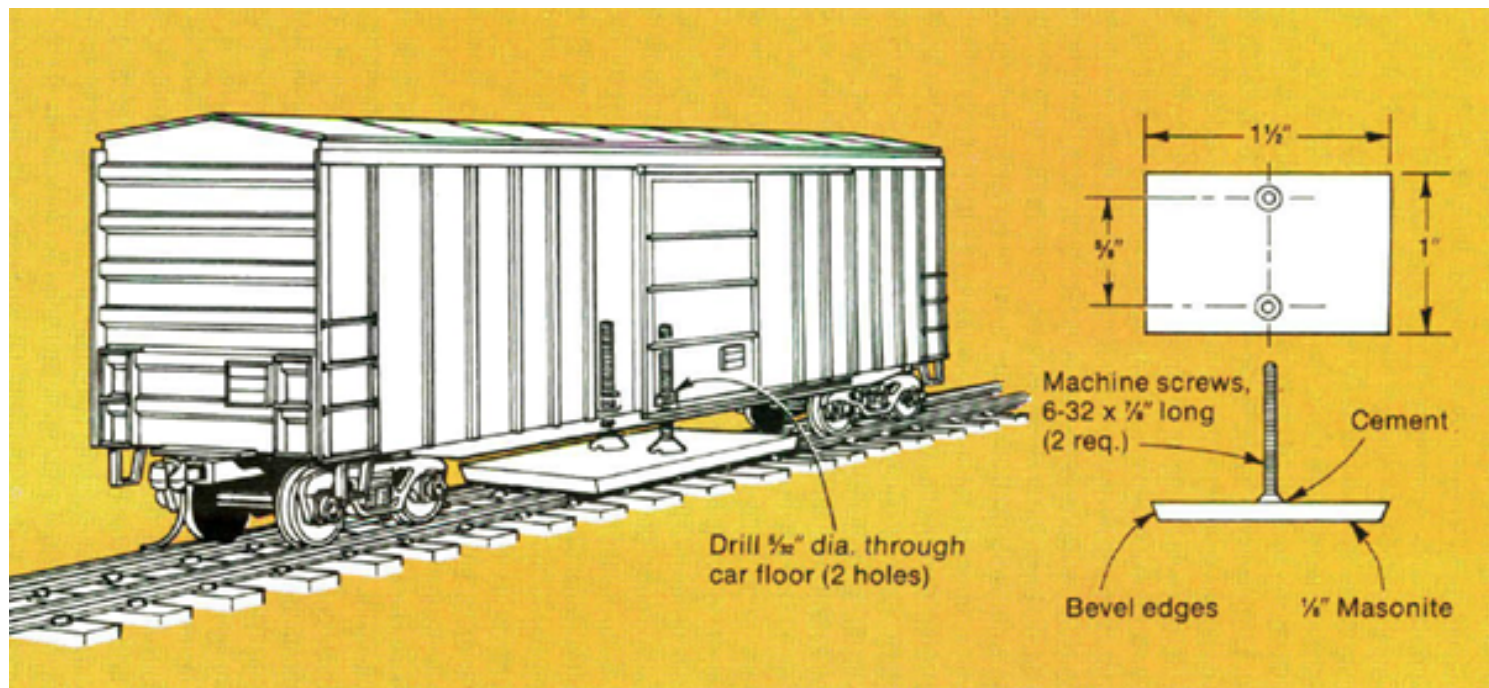 1½"
⅝"
1"
Machine screws,
6-32 x ⅞" long
(2 req.)
Cement
Drill 5/32" dia. through
car floor (2 holes)
Bevel edges
⅛" Masonite